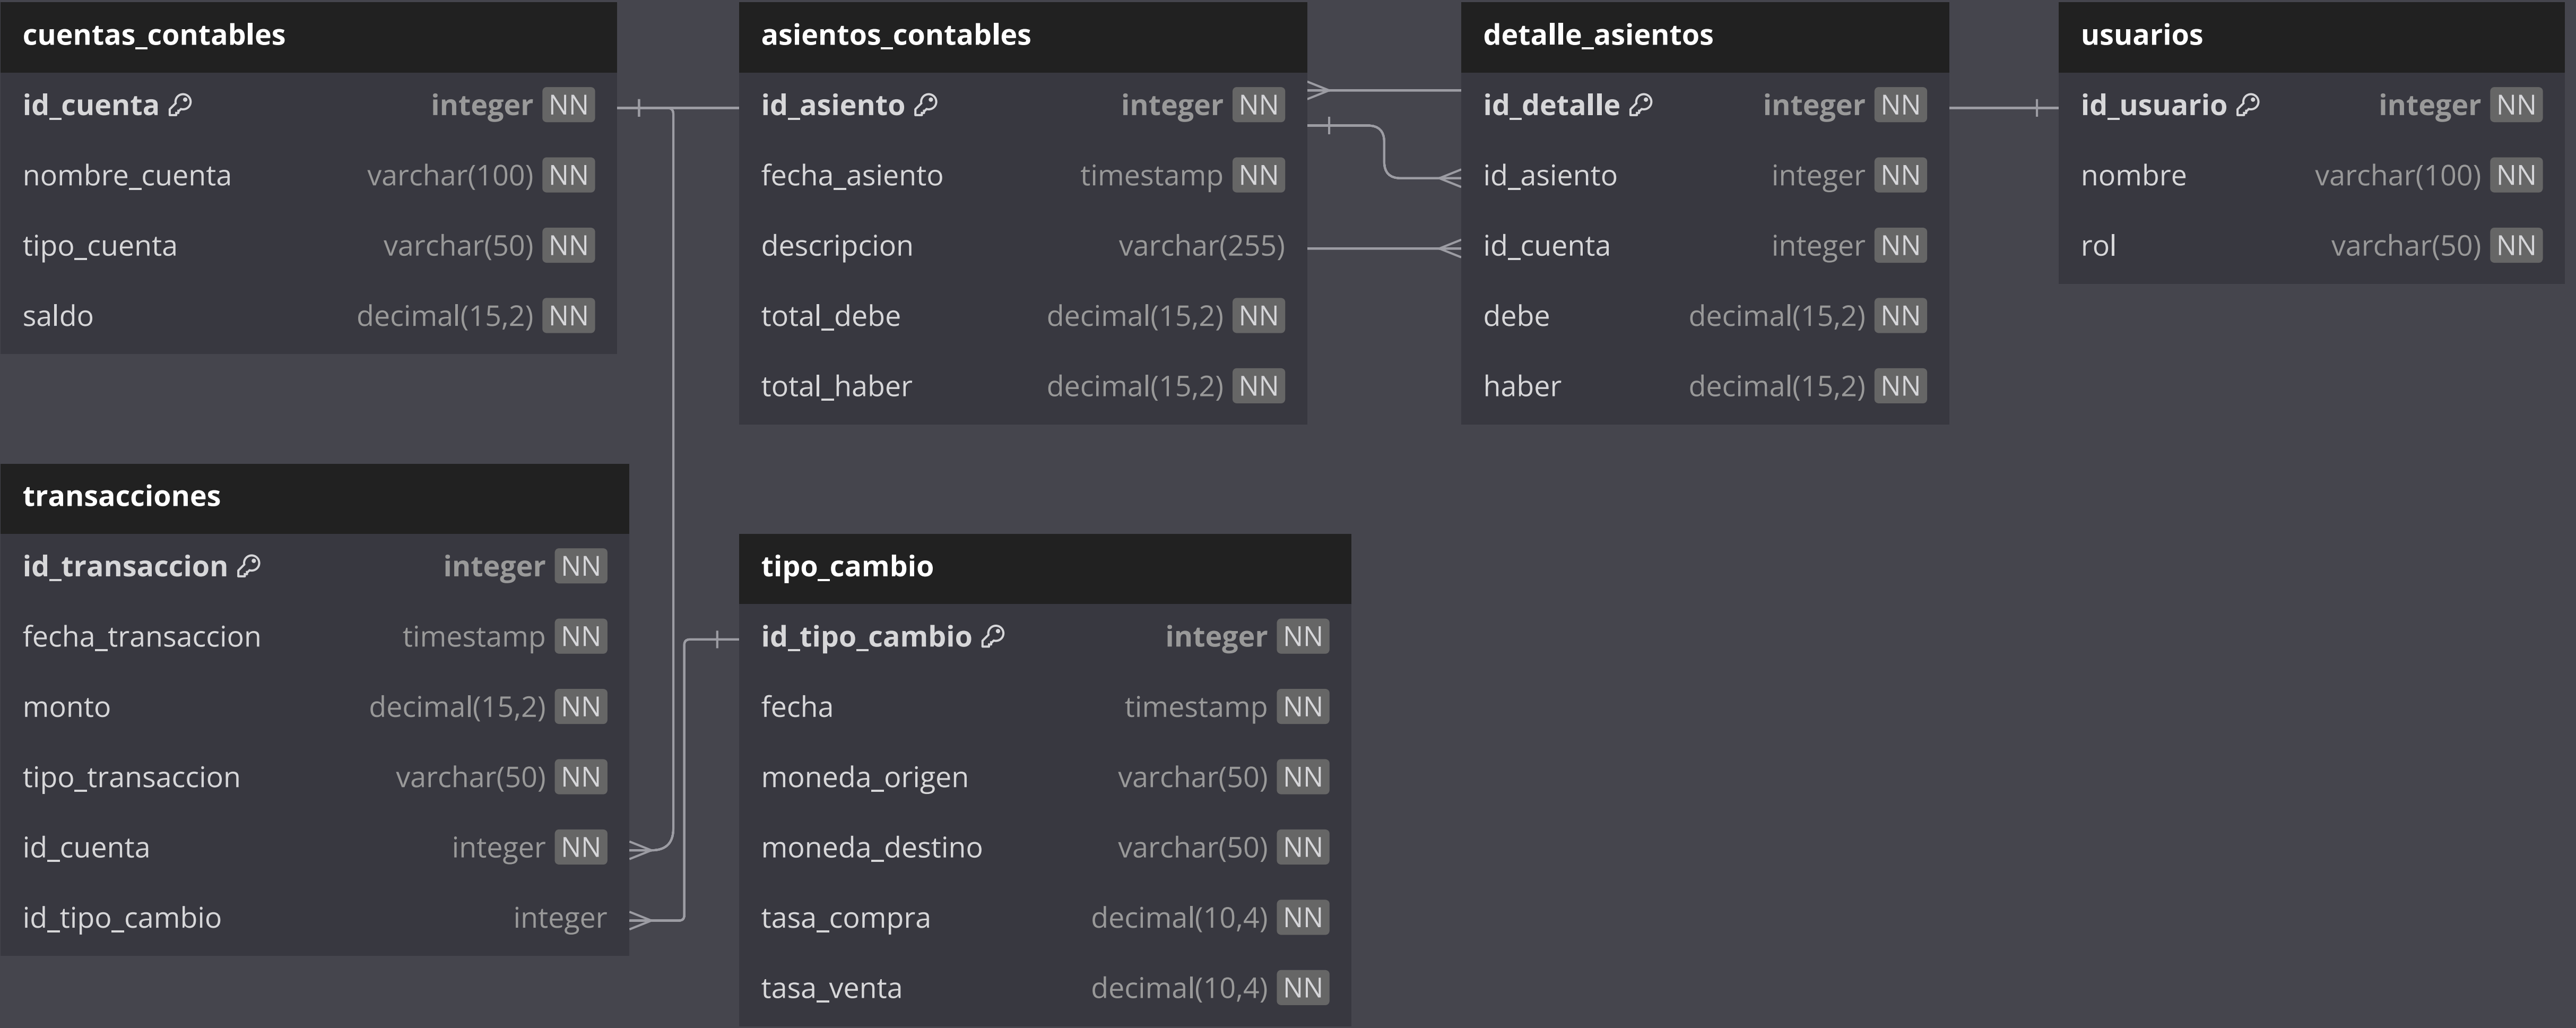 cuentas_contables
id_cuenta integer NN
nombre_cuenta varchar(100) NN
tipo_cuenta varchar(50) NN
saldo decimal(15,2) NN
asientos_contables
id_asiento integer NN
fecha_asiento timestamp NN
descripcion varchar(255)
total_debe decimal(15,2) NN
total_haber decimal(15,2) NN
detalle_asientos
id_detalle integer NN
id_asiento integer NN
id_cuenta integer NN
debe decimal(15,2) NN
haber decimal(15,2) NN
usuarios
id_usuario integer NN
nombre varchar(100) NN
rol varchar(50) NN
transacciones
id_transaccion integer NN
fecha_transaccion timestamp NN
monto decimal(15,2) NN
tipo_transaccion varchar(50) NN
id_cuenta integer NN
id_tipo_cambio integer
tipo_cambio
id_tipo_cambio integer NN
fecha timestamp NN
moneda_origen varchar(50) NN
moneda_destino varchar(50) NN
tasa_compra decimal(10,4) NN
tasa_venta decimal(10,4) NN